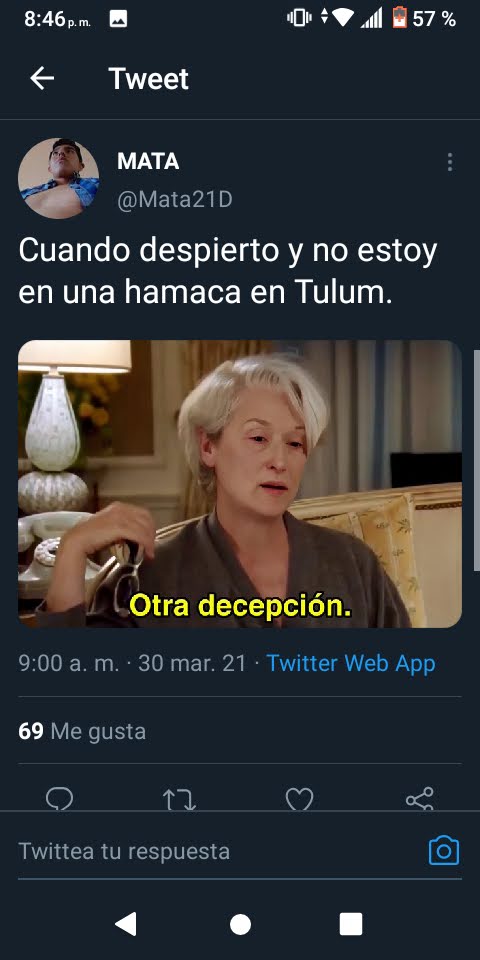 8:46 p. m. 57 %
Tweet
MATA
@Mata21D
Cuando despierto y no estoy
en una hamaca en Tulum.
Otra decepción.
9:00 a. m. · 30 mar. 21 · Twitter Web App
69 Me gusta
Twittea tu respuesta